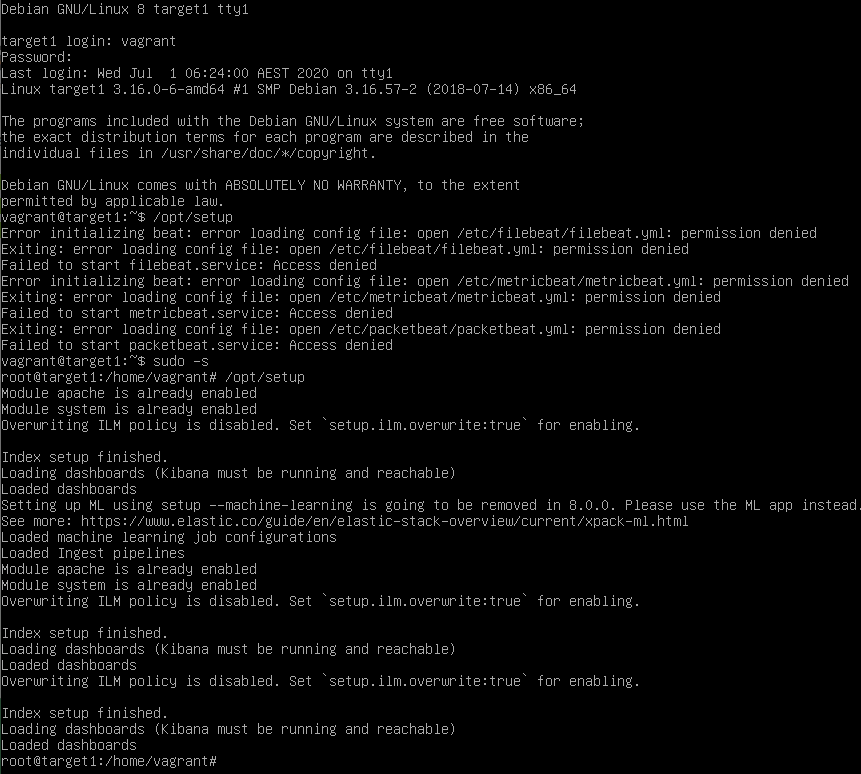 Debian GNU/Linux 8 target1 tty1
target1 login: vagrant
Password:
Last login: Wed Jul  1 06:24:00 AEST 2020 on tty1
Linux target1 3.16.0-6-amd64 #1 SMP Debian 3.16.57-2 (2018-07-14) x86_64
The programs included with the Debian GNU/Linux system are free software;
the exact distribution terms for each program are described in the
individual files in /usr/share/doc/*/copyright.
Debian GNU/Linux comes with ABSOLUTELY NO WARRANTY, to the extent
permitted by applicable law.
vagrant@target1:~$ /opt/setup
Error initializing beat: error loading config file: open /etc/filebeat/filebeat.yml: permission denied
Exiting: error loading config file: open /etc/filebeat/filebeat.yml: permission denied
Failed to start filebeat.service: Access denied
Error initializing beat: error loading config file: open /etc/metricbeat/metricbeat.yml: permission denied
Exiting: error loading config file: open /etc/metricbeat/metricbeat.yml: permission denied
Failed to start metricbeat.service: Access denied
Exiting: error loading config file: open /etc/packetbeat/packetbeat.yml: permission denied
Failed to start packetbeat.service: Access denied
vagrant@target1:~$ sudo -s
root@target1:/home/vagrant# /opt/setup
Module apache is already enabled
Module system is already enabled
Overwriting ILM policy is disabled. Set `setup.ilm.overwrite:true` for enabling.
Index setup finished.
Loading dashboards (Kibana must be running and reachable)
Loaded dashboards
Setting up ML using setup --machine-learning is going to be removed in 8.0.0. Please use the ML app instead.
See more: https://www.elastic.co/guide/en/elastic-stack-overview/current/xpack-ml.html
Loaded machine learning job configurations
Loaded Ingest pipelines
Module apache is already enabled
Module system is already enabled
Overwriting ILM policy is disabled. Set `setup.ilm.overwrite:true` for enabling.
Index setup finished.
Loading dashboards (Kibana must be running and reachable)
Loaded dashboards
Overwriting ILM policy is disabled. Set `setup.ilm.overwrite:true` for enabling.
Index setup finished.
Loading dashboards (Kibana must be running and reachable)
Loaded dashboards
root@target1:/home/vagrant#